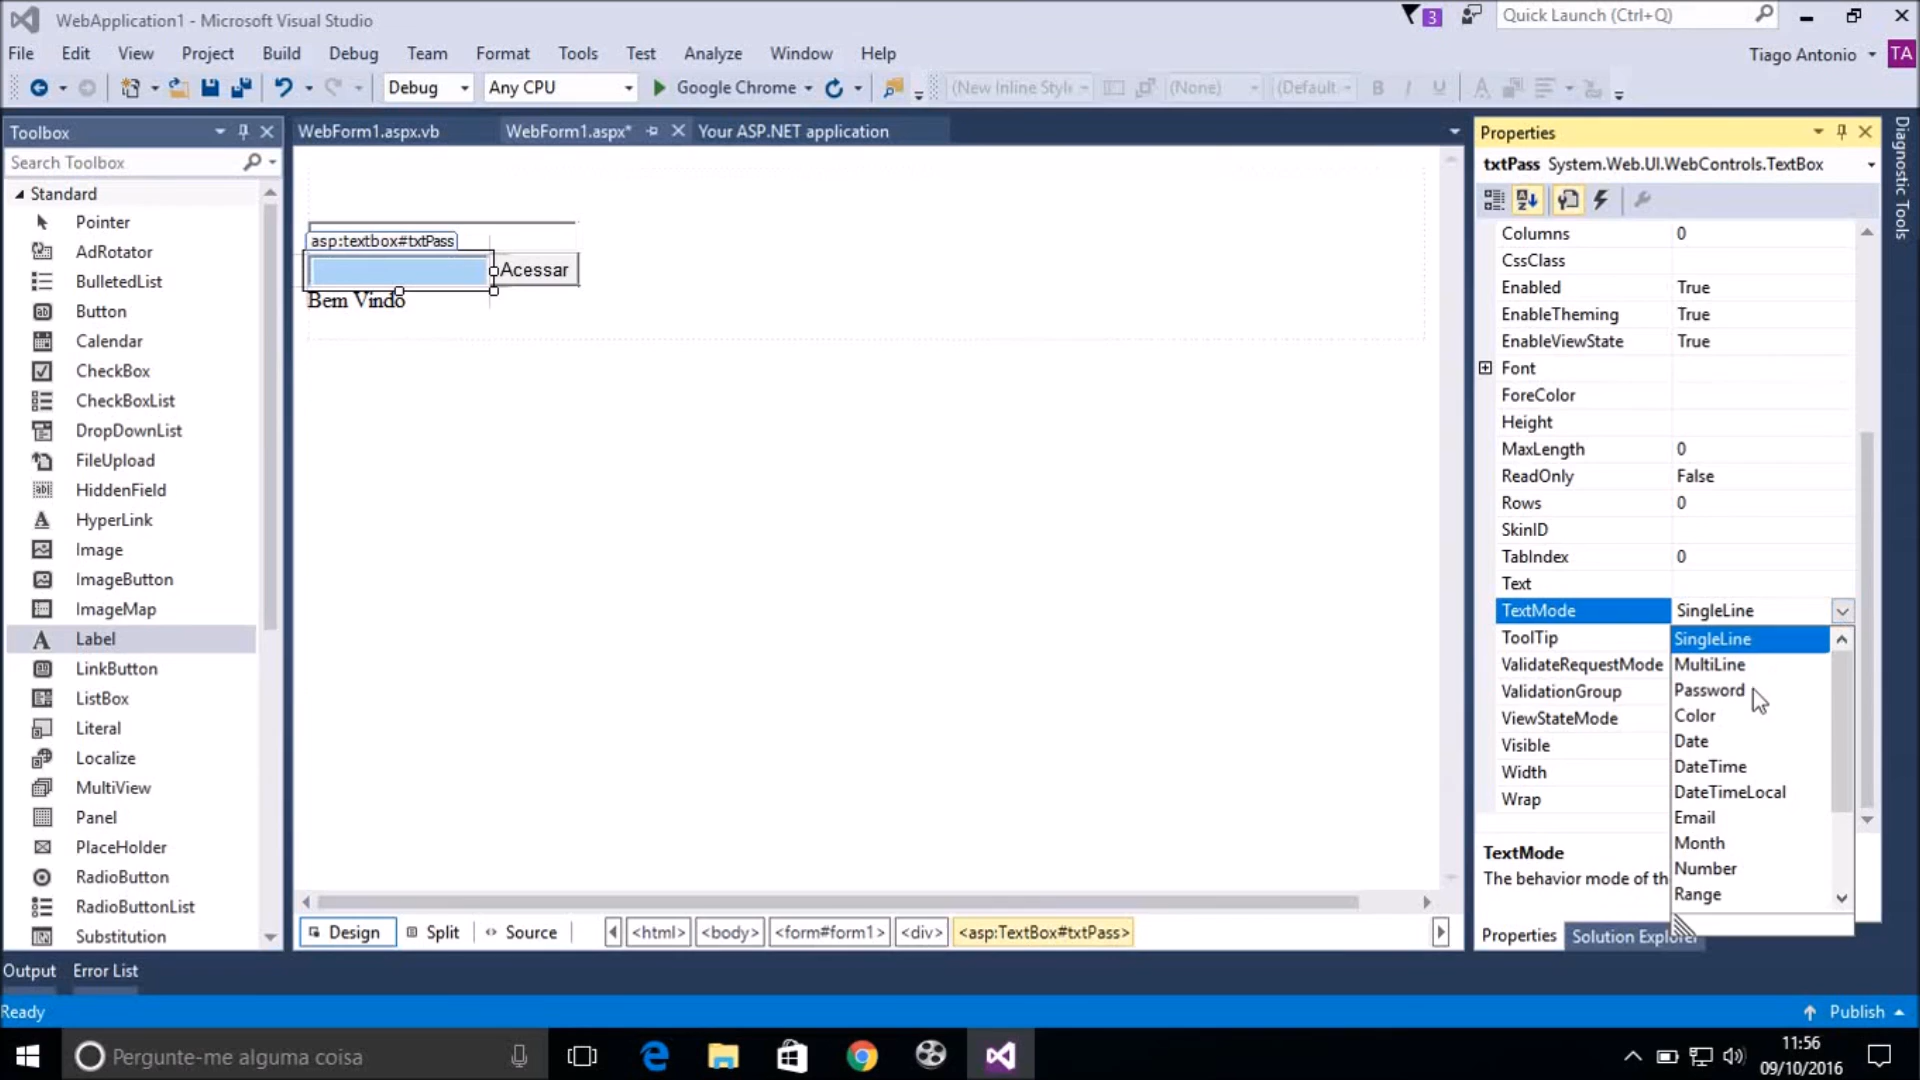 WebApplication1 - Microsoft Visual Studio
3
Quick Launch (Ctrl+Q)
File Edit View Project Build Debug Team Format Tools Test Analyze Window Help
Tiago Antonio TA
Debug Any CPU Google Chrome (New Inline Style (None) (Default B I U A
Toolbox
WebForm1.aspx.vb WebForm1.aspx* Your ASP.NET application
Search Toolbox
Standard
Pointer
AdRotator
BulletedList
Button
Calendar
CheckBox
CheckBoxList
DropDownList
FileUpload
HiddenField
HyperLink
Image
ImageButton
ImageMap
Label
LinkButton
ListBox
Literal
Localize
MultiView
Panel
PlaceHolder
RadioButton
RadioButtonList
Substitution
asp:textbox#txtPass
Acessar
Bem Vindo
Design Split Source <html> <body> <form#form1> <div> <asp:TextBox#txtPass>
Properties
txtPass System.Web.UI.WebControls.TextBox
Columns 0
CssClass
Enabled True
EnableTheming True
EnableViewState True
Font
ForeColor
Height
MaxLength 0
ReadOnly False
Rows 0
SkinID
TabIndex 0
Text
TextMode SingleLine
ToolTip
ValidateRequestMode
ValidationGroup
ViewStateMode
Visible
Width
Wrap
SingleLine
MultiLine
Password
Color
Date
DateTime
DateTimeLocal
Email
Month
Number
Range
TextMode
The behavior mode of th
Properties Solution Explorer
Diagnostic Tools
Output Error List
Ready
Publish
Pergunte-me alguma coisa
11:56
09/10/2016